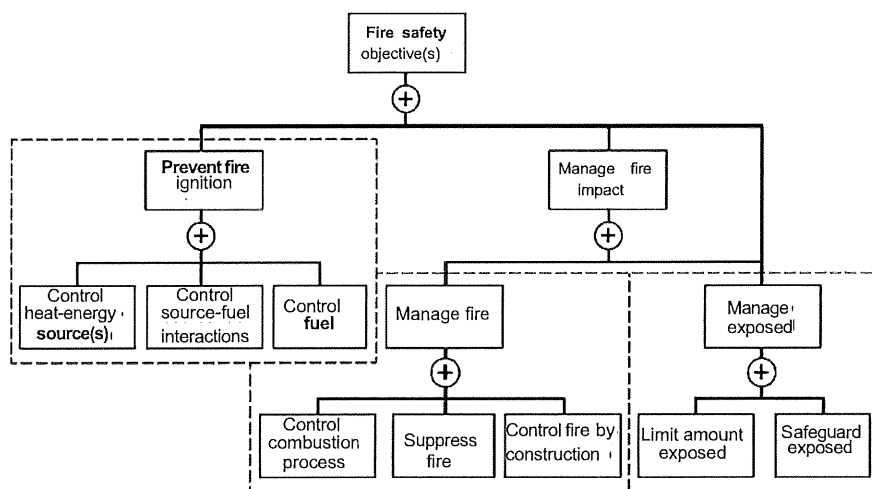 Fire safety
objective(s)
+
Prevent fire
ignition
Manage fire
impact
+
+
Control
heat-energy
source(s)
Control
source-fuel
interactions
Control
fuel
Manage fire
Manage
exposed
+
+
Control
combustion
process
Suppress
fire
Control fire by
construction
Limit amount
exposed
Safeguard
exposed